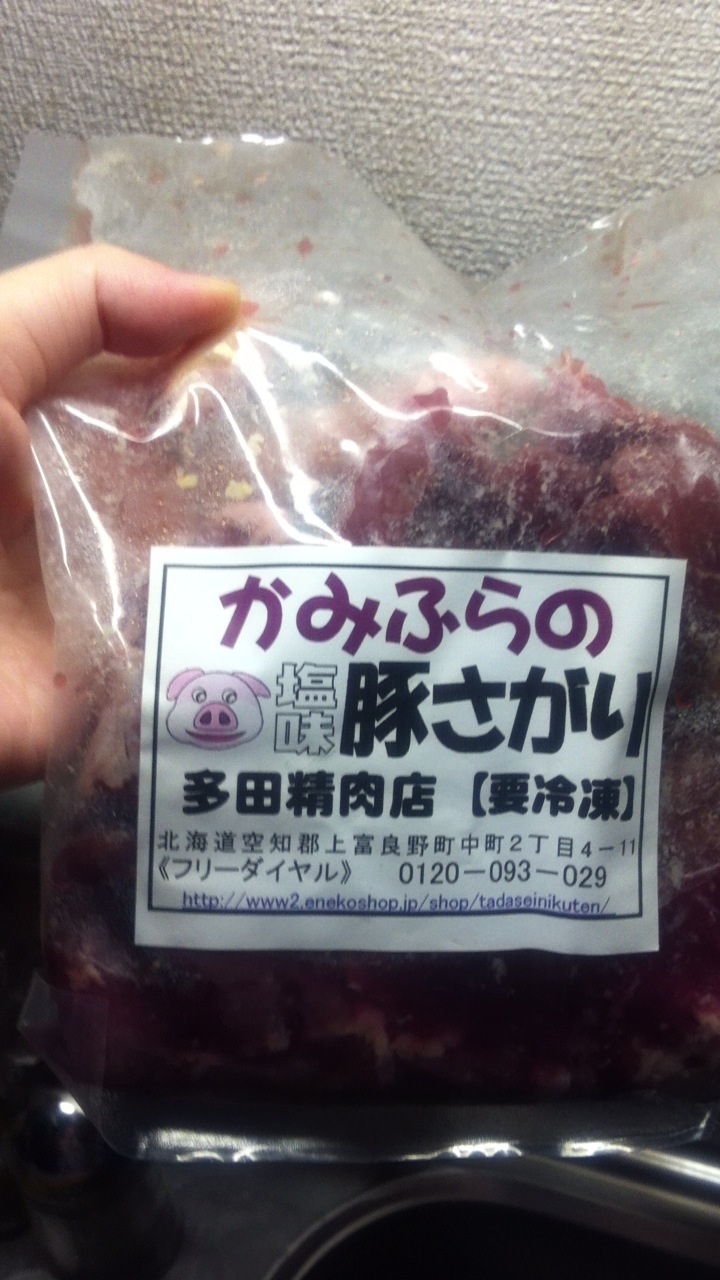 かみふらの
塩味 豚さがり
多田精肉店 【要冷凍】
北海道空知郡上富良野町中町2丁目4-11
《フリーダイヤル》 0120-093-029
http://www2.enekoshop.jp/shop/tadaseinikuten/